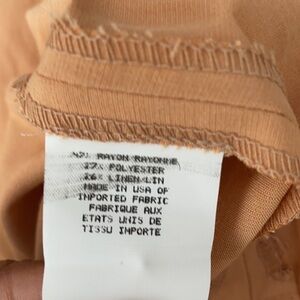 RAYON RAYONNE
POLYESTER
LINEN/LIN
MADE IN USA OF
IMPORTED FABRIC
FABRIQUE AUX
ETATS UNIS DE
TISSU IMPORTE